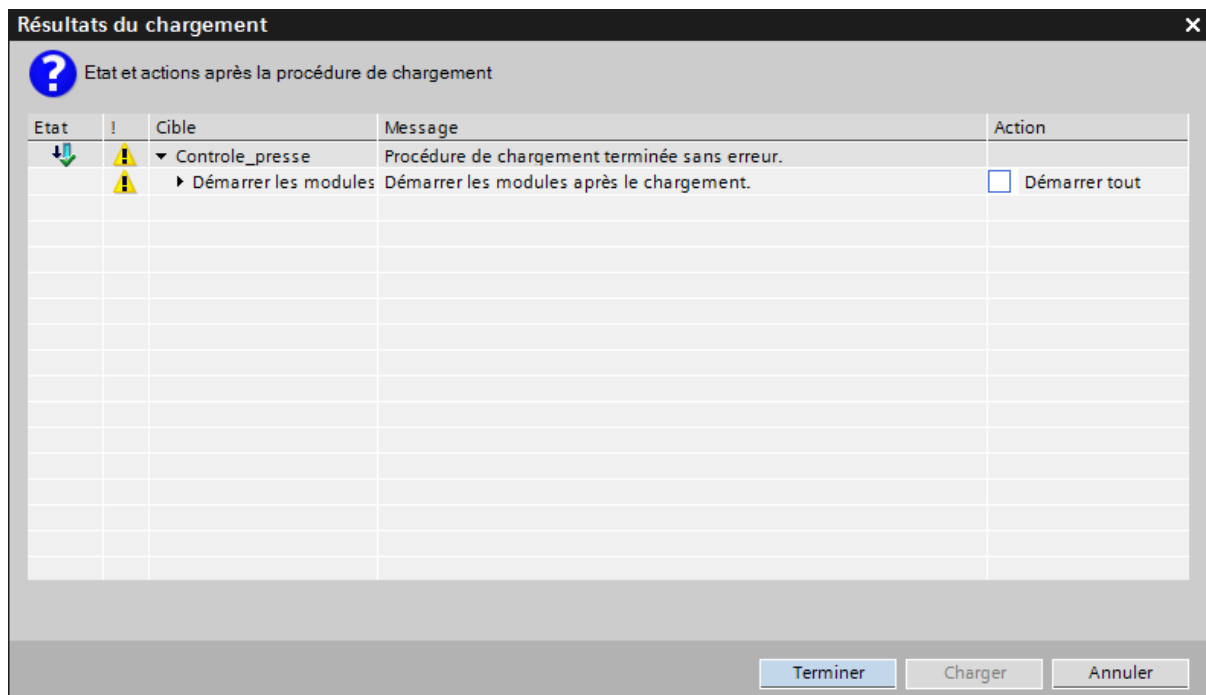 Résultats du chargement
Etat et actions après la procédure de chargement
Etat ! Cible Message Action
Controle_presse Procédure de chargement terminée sans erreur.
Démarrer les modules Démarrer les modules après le chargement. Démarrer tout
Terminer Charger Annuler